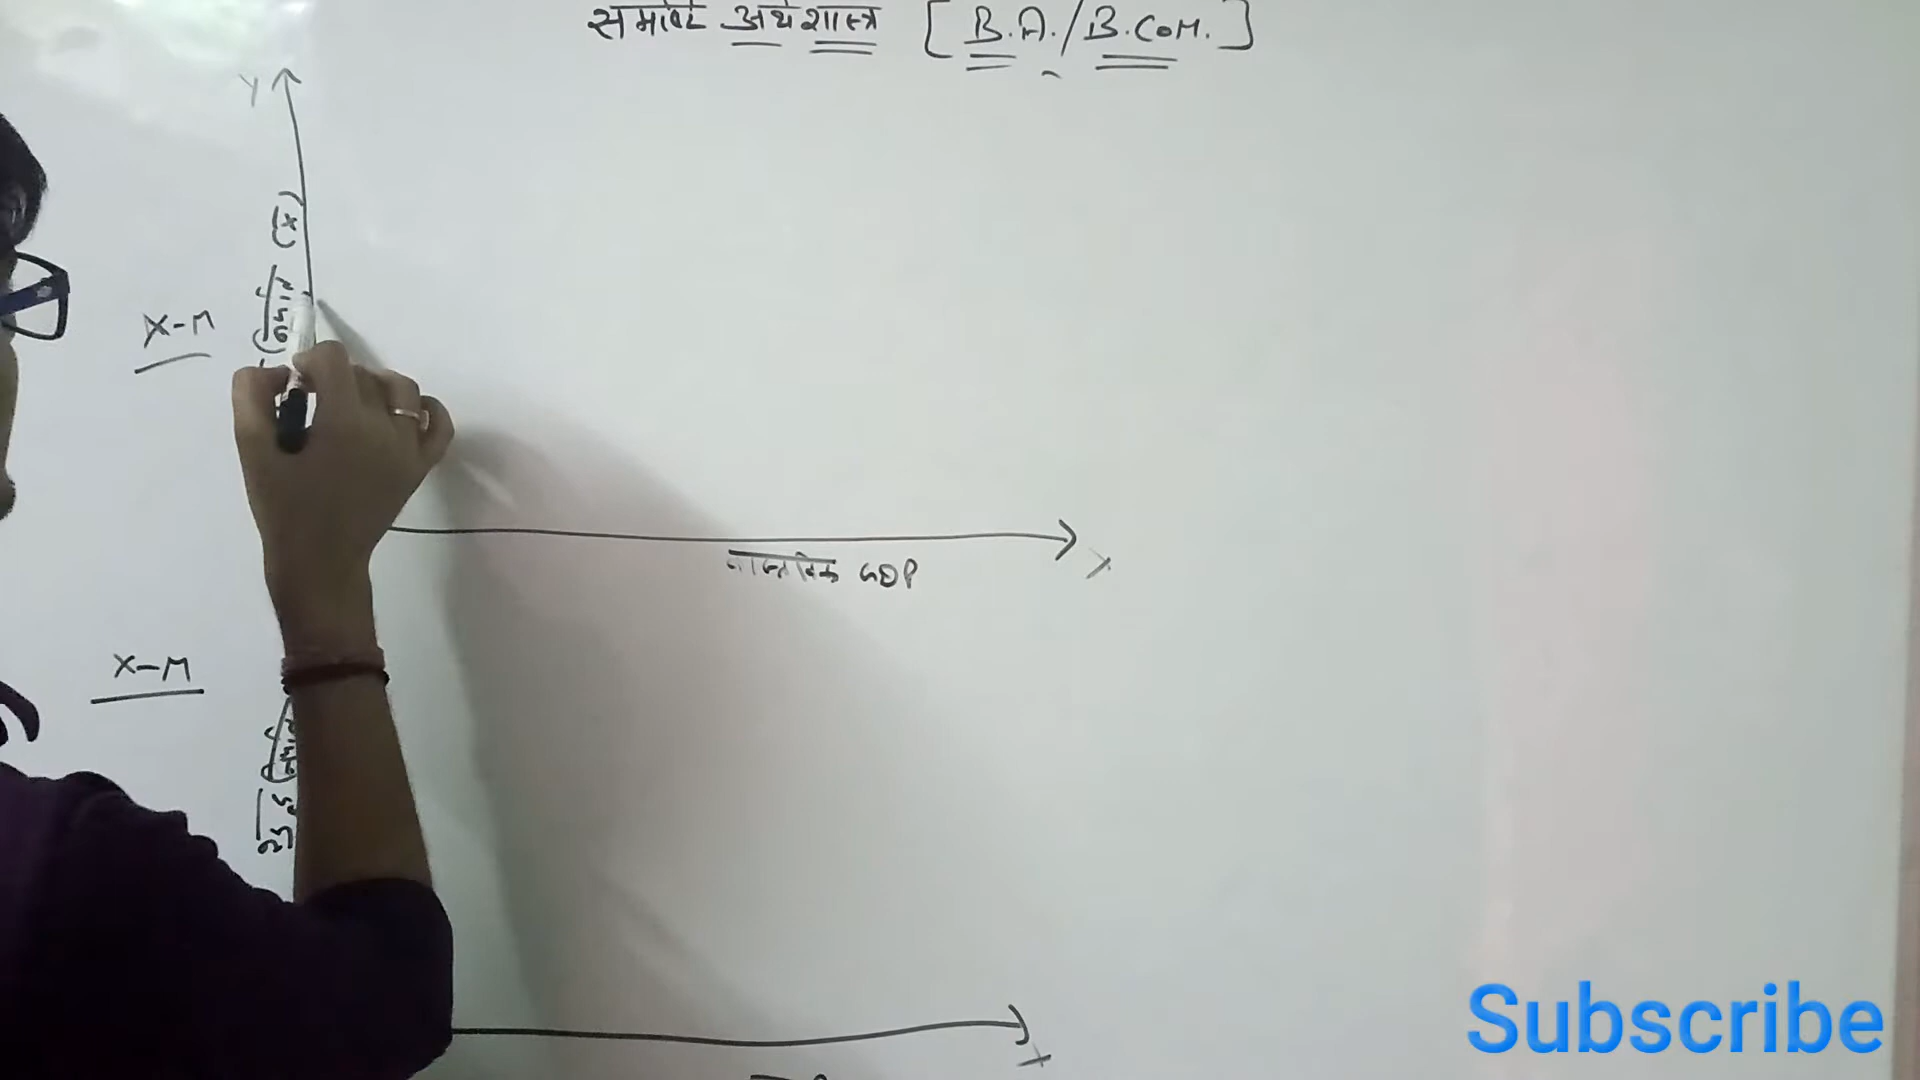 समष्टि अर्थशास्त्र [B.A./B.COM.]
Y
(X)
निर्यात
X-M
वास्तविक GDP
X
X-M
शुद्ध निर्यात
X
Subscribe